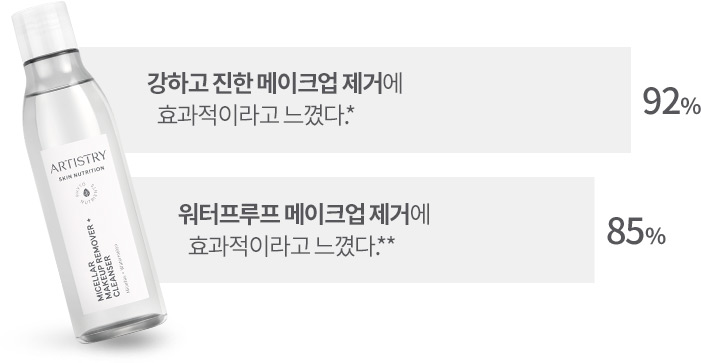 강하고 진한 메이크업 제거에
효과적이라고 느꼈다.*
92%
워터프루프 메이크업 제거에
효과적이라고 느꼈다.**
85%
ARTISTRY
SKIN NUTRITION
MICELLAR
MAKEUP REMOVER +
CLEANSER